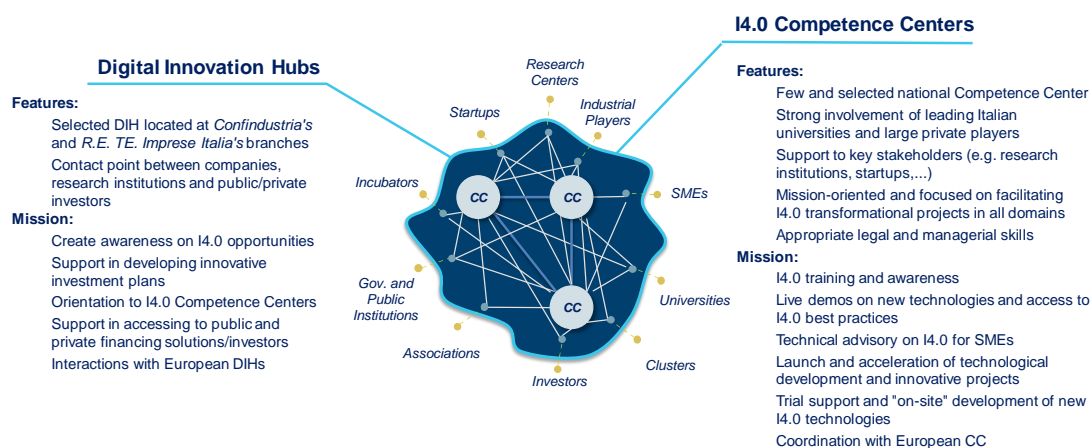 I4.0 Competence Centers
Digital Innovation Hubs
Features:
Selected DIH located at Confindustria's
and R.E. TE. Imprese Italia's branches
Contact point between companies,
research institutions and public/private
investors
Mission:
Create awareness on I4.0 opportunities
Support in developing innovative
investment plans
Orientation to I4.0 Competence Centers
Support in accessing to public and
private financing solutions/investors
Interactions with European DIHs
Research
Centers
Startups
Industrial
Players
Incubators
SMEs
CC
CC
CC
Gov. and
Public
Institutions
Universities
Associations
Clusters
Investors
Features:
Few and selected national Competence Center
Strong involvement of leading Italian
universities and large private players
Support to key stakeholders (e.g. research
institutions, startups,...)
Mission-oriented and focused on facilitating
I4.0 transformational projects in all domains
Appropriate legal and managerial skills
Mission:
I4.0 training and awareness
Live demos on new technologies and access to
I4.0 best practices
Technical advisory on I4.0 for SMEs
Launch and acceleration of technological
development and innovative projects
Trial support and "on-site" development of new
I4.0 technologies
Coordination with European CC